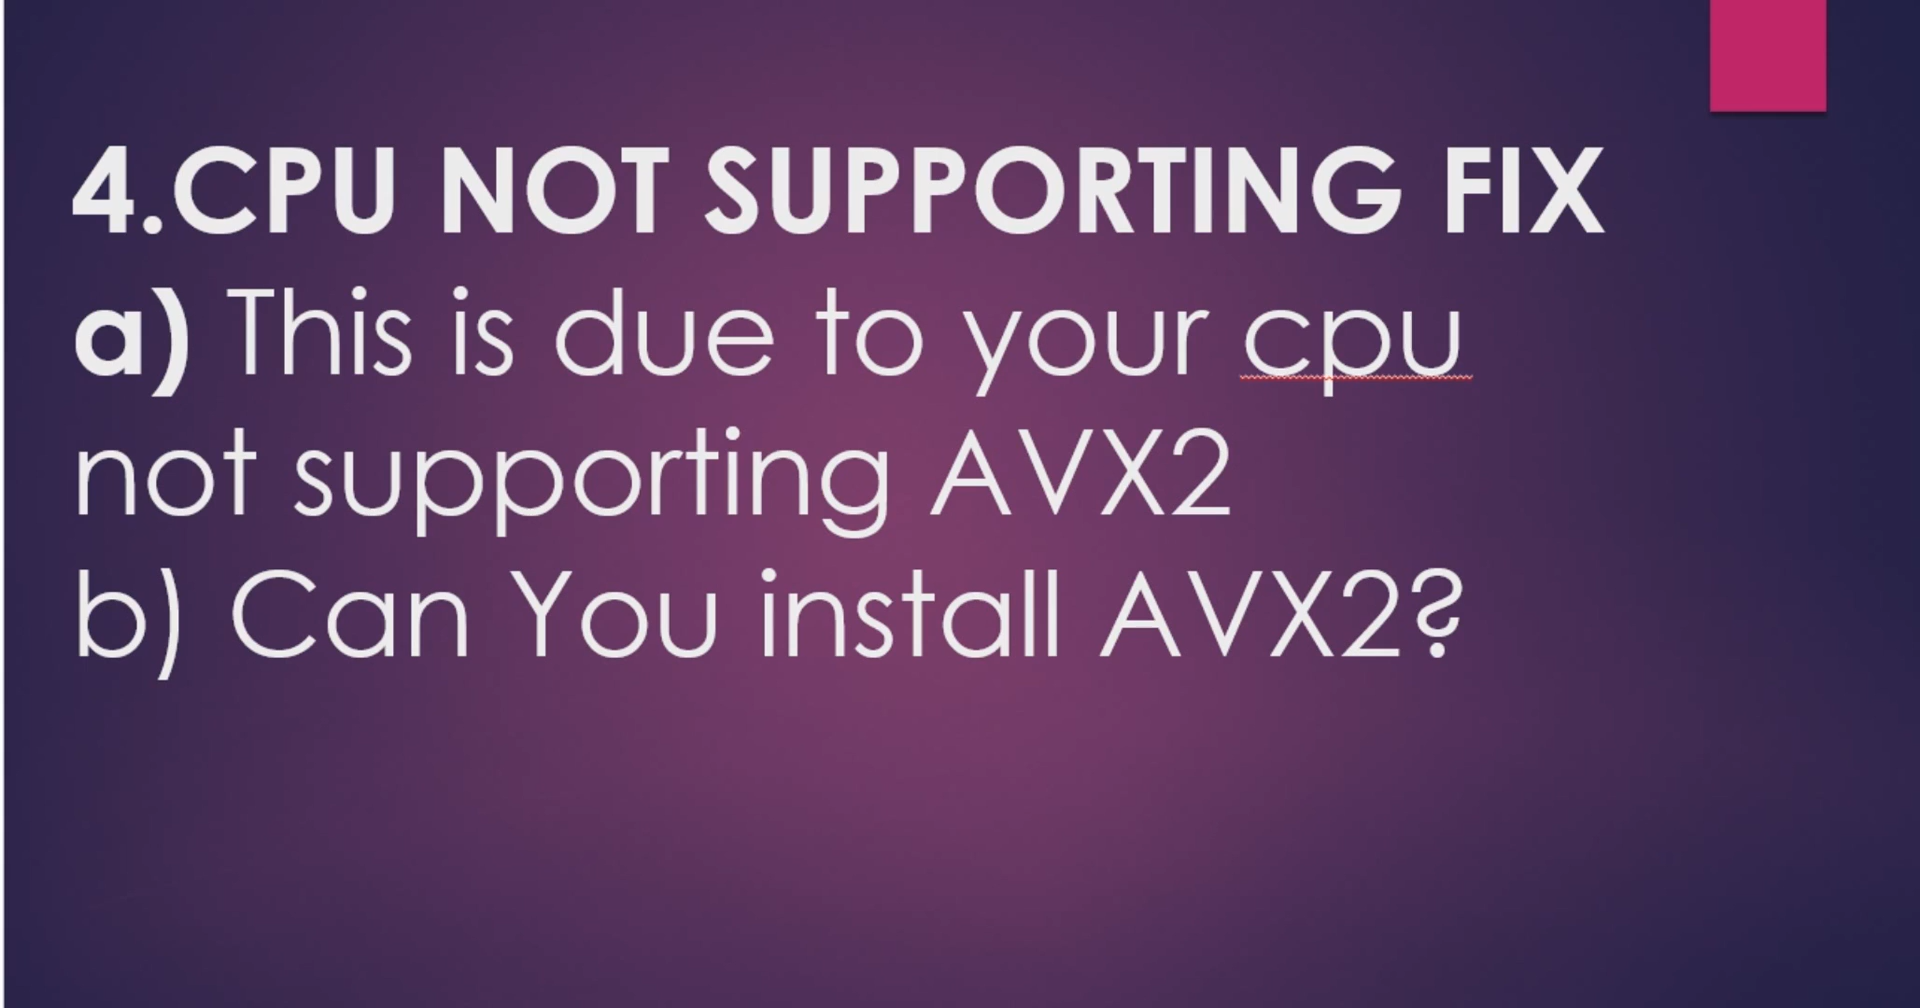 4.CPU NOT SUPPORTING FIX
a) This is due to your cpu
not supporting AVX2
b) Can You install AVX2?